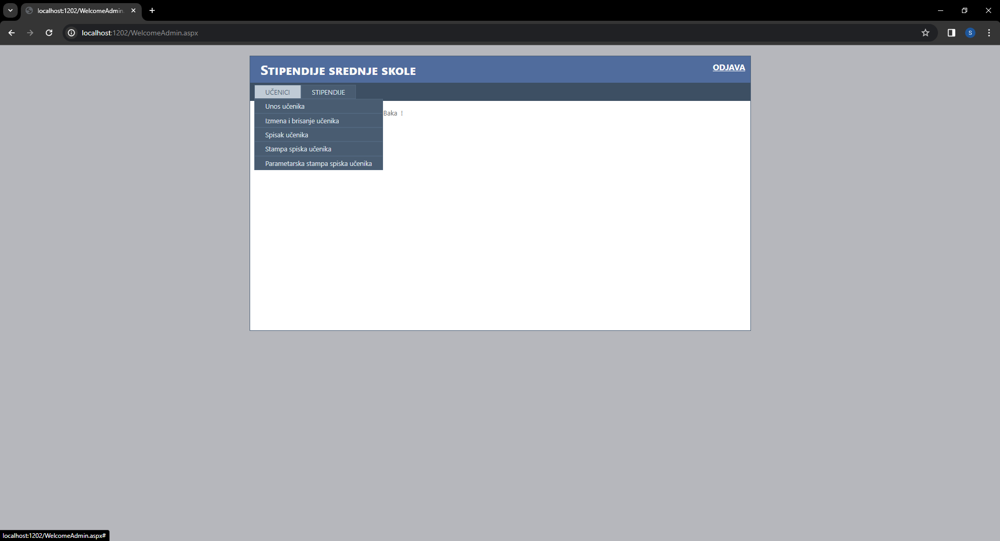 localhost:1202/WelcomeAdmin.
localhost:1202/WelcomeAdmin.aspx
S
Stipendije srednje skole
ODJAVA
UČENICI
STIPENDIJE
Unos učenika
Baka !
Izmena i brisanje učenika
Spisak učenika
Stampa spiska učenika
Parametarska stampa spiska učenika
localhost:1202/WelcomeAdmin.aspx#